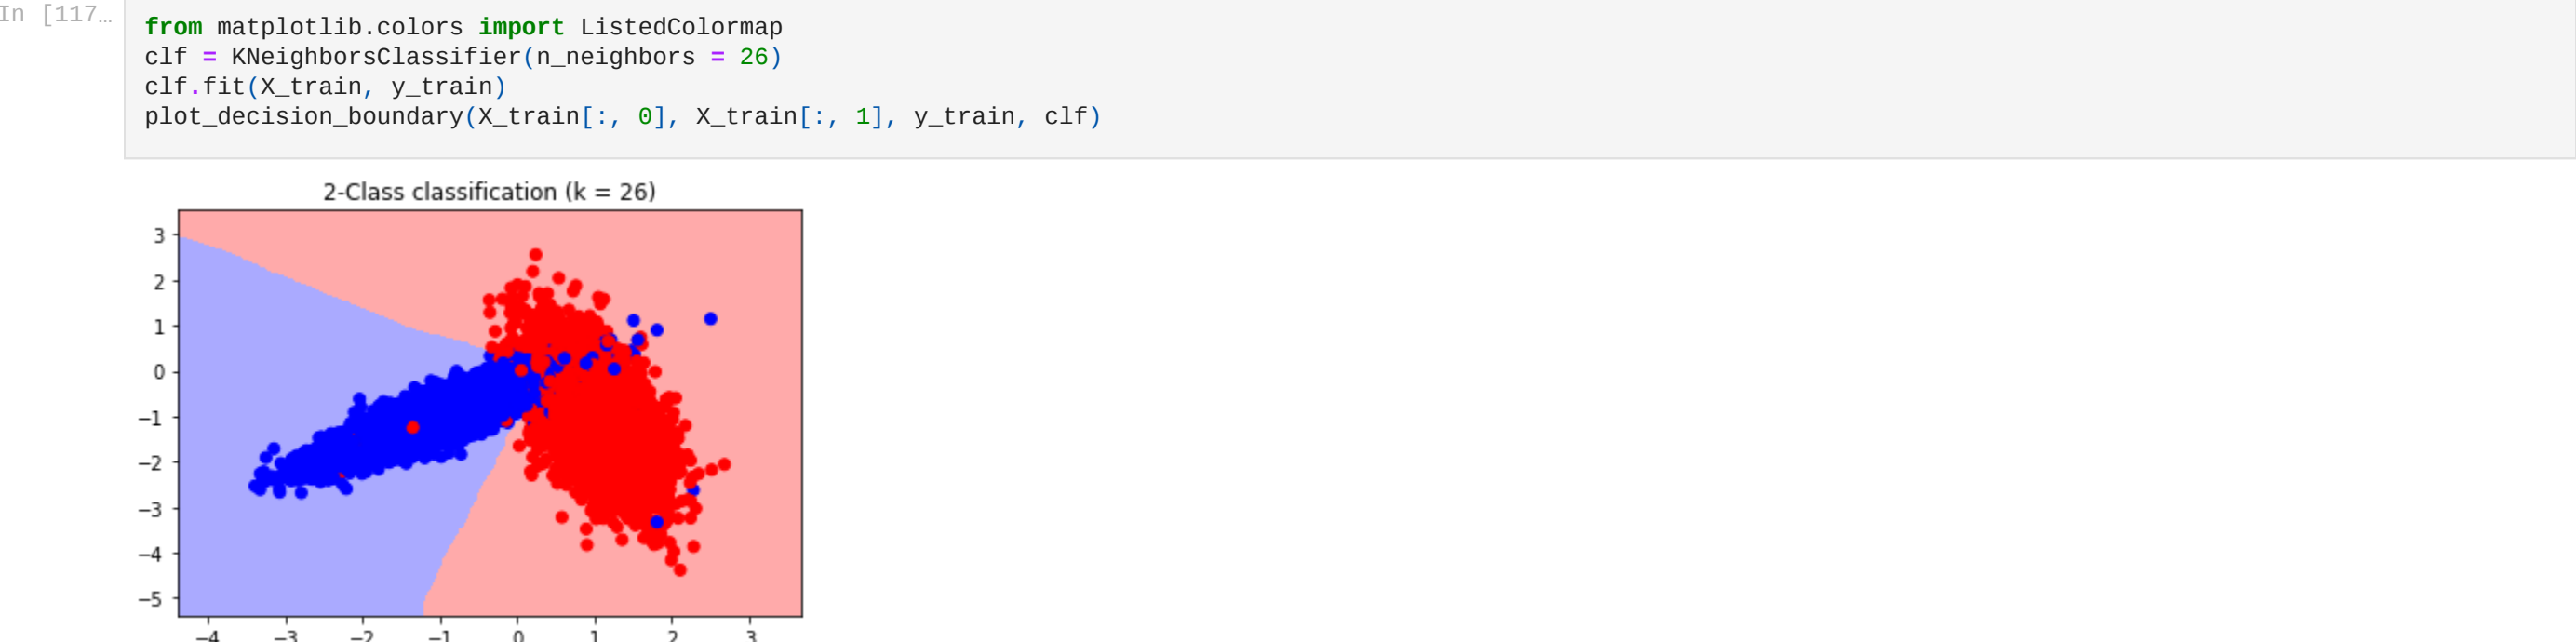 In [117…
from matplotlib.colors import ListedColormap
clf = KNeighborsClassifier(n_neighbors = 26)
clf.fit(X_train, y_train)
plot_decision_boundary(X_train[:, 0], X_train[:, 1], y_train, clf)
2-Class classification (k = 26)
3
2
1
0
−1
−2
−3
−4
−5
−4 −3 −2 −1 0 1 2 3